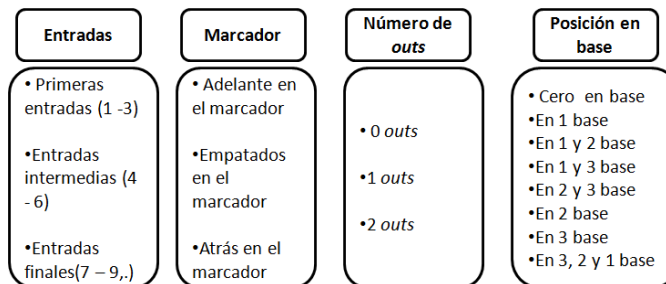 Entradas
• Primeras
entradas (1 -3)
•Entradas
intermedias (4
- 6)
•Entradas
finales(7 – 9,.)
Marcador
• Adelante en
el marcador
•Empatados
en el
marcador
•Atrás en el
marcador
Número de
outs
•0 outs
•1 outs
•2 outs
Posición en
base
• Cero en base
•En 1 base
•En 1 y 2 base
•En 1 y 3 base
•En 2 y 3 base
•En 2 base
•En 3 base
•En 3, 2 y 1 base